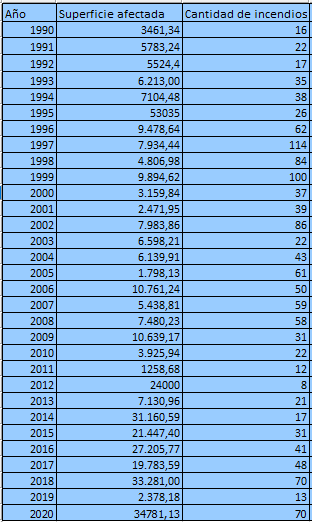 Año Superficie afectada Cantidad de incendios
1990 3461,34 16
1991 5783,24 22
1992 5524,4 17
1993 6.213,00 35
1994 7104,48 38
1995 53035 26
1996 9.478,64 62
1997 7.934,44 114
1998 4.806,98 84
1999 9.894,62 100
2000 3.159,84 37
2001 2.471,95 39
2002 7.983,86 86
2003 6.598,21 22
2004 6.139,91 43
2005 1.798,13 61
2006 10.761,24 50
2007 5.438,81 59
2008 7.480,23 58
2009 10.639,17 31
2010 3.925,94 22
2011 1258,68 12
2012 24000 8
2013 7.130,96 21
2014 31.160,59 17
2015 21.447,40 31
2016 27.205,77 41
2017 19.783,59 48
2018 33.281,00 70
2019 2.378,18 13
2020 34781,13 70